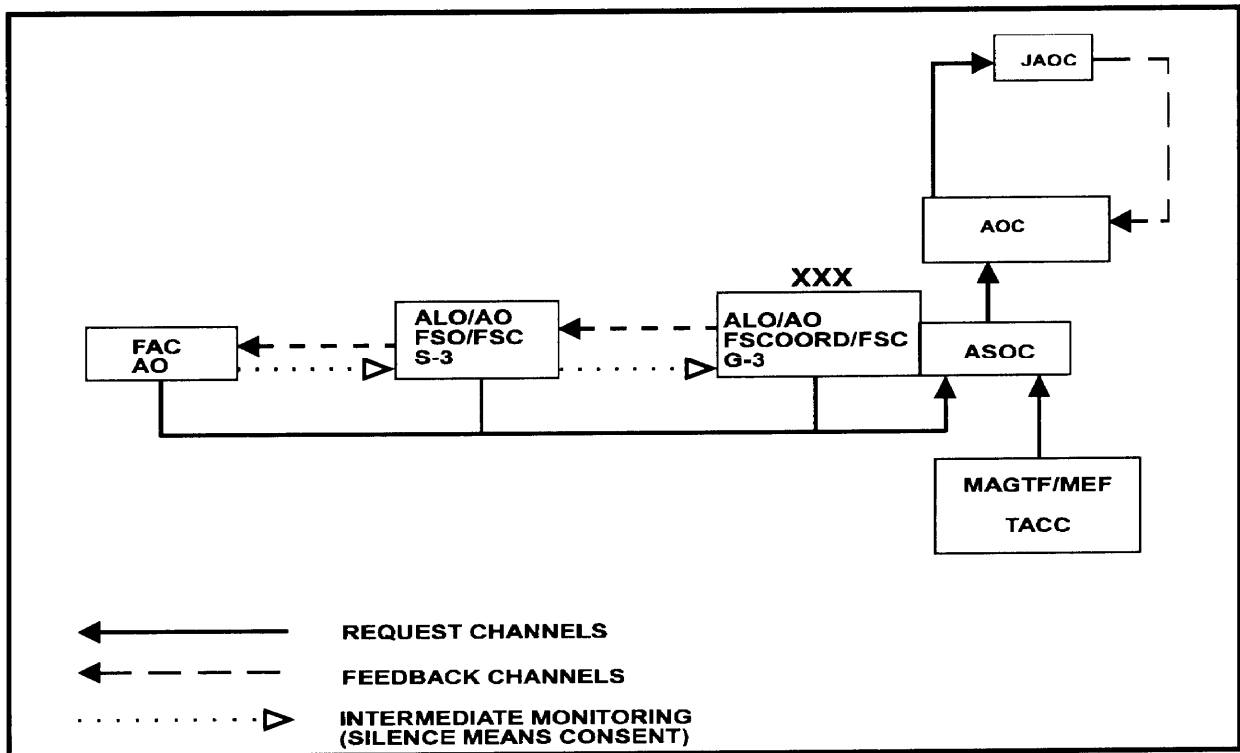 JAOC
AOC
XXX
FAC
AO
ALO/AO
FSO/FSC
S-3
ALO/AO
FSCOORD/FSC
G-3
ASOC
MAGTF/MEF
TACC
REQUEST CHANNELS
FEEDBACK CHANNELS
INTERMEDIATE MONITORING
(SILENCE MEANS CONSENT)